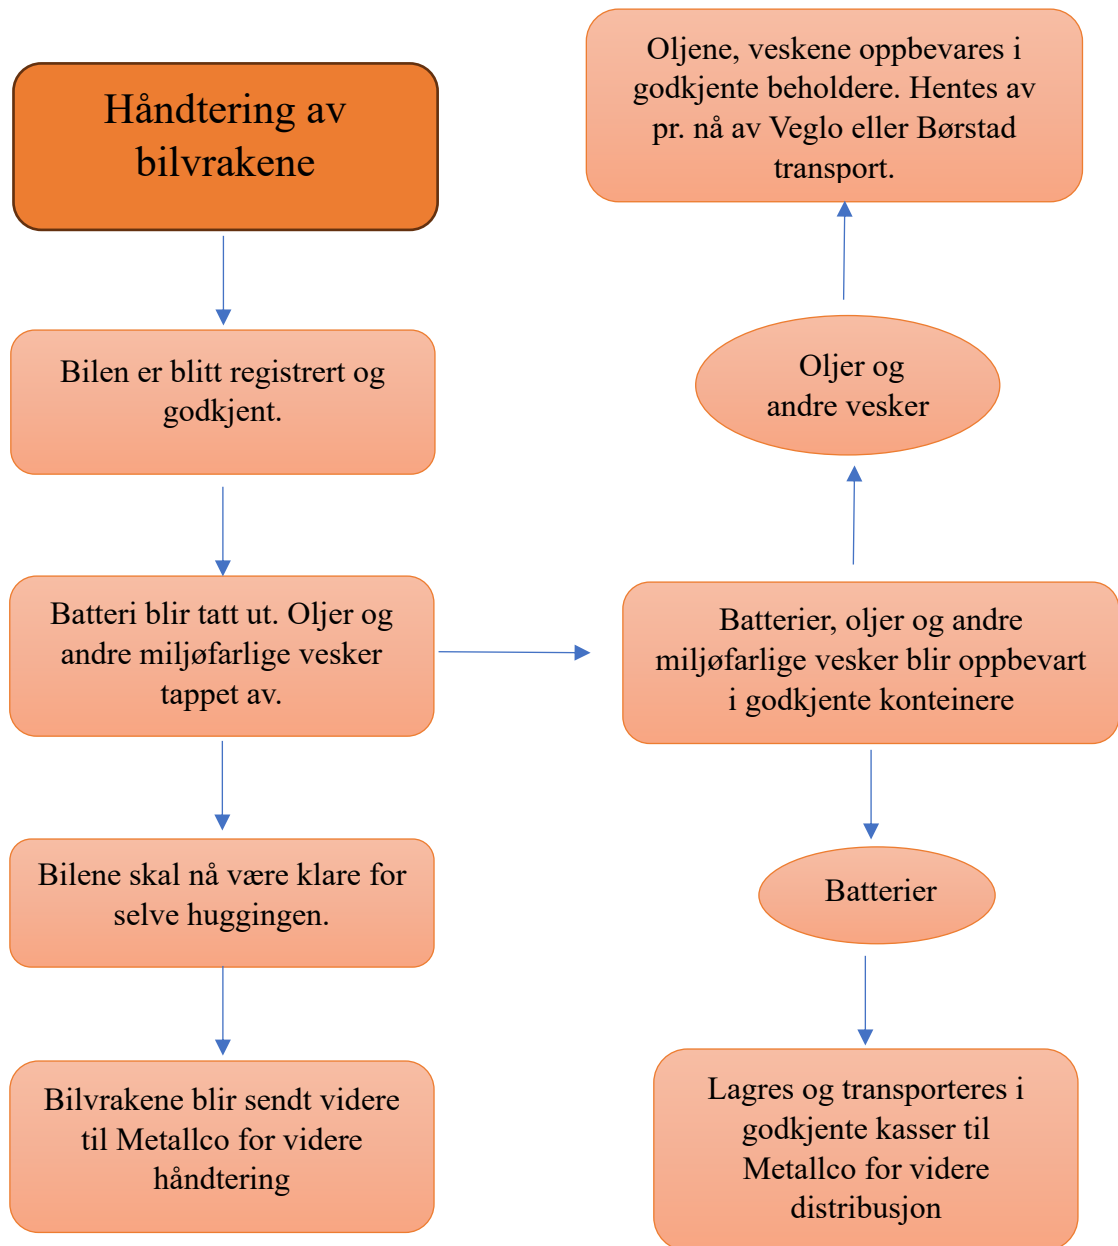 Håndtering av
bilvrakene
Bilen er blitt registrert og
godkjent.
Batteri blir tatt ut. Oljer og
andre miljøfarlige vesker
tappet av.
Bilene skal nå være klare for
selve huggingen.
Bilvrakene blir sendt videre
til Metallco for videre
håndtering
Oljene, veskene oppbevares i
godkjente beholdere. Hentes av
pr. nå av Veglo eller Børstad
transport.
Oljer og
andre vesker
Batterier, oljer og andre
miljøfarlige vesker blir oppbevart
i godkjente konteinere
Batterier
Lagres og transporteres i
godkjente kasser til
Metallco for videre
distribusjon